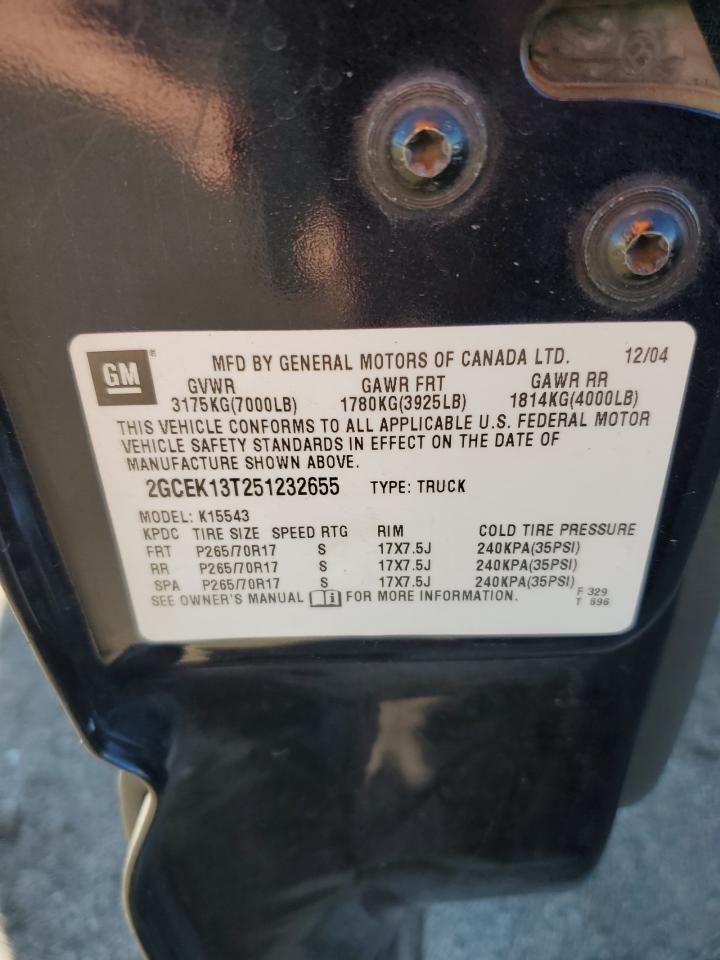 GM ® MFD BY GENERAL MOTORS OF CANADA LTD. 12/04
GVWR GAWR FRT GAWR RR
3175KG(7000LB) 1780KG(3925LB) 1814KG(4000LB)
THIS VEHICLE CONFORMS TO ALL APPLICABLE U.S. FEDERAL MOTOR
VEHICLE SAFETY STANDARDS IN EFFECT ON THE DATE OF
MANUFACTURE SHOWN ABOVE.
2GCEK13T251232655 TYPE: TRUCK
MODEL: K15543
KPDC TIRE SIZE SPEED RTG RIM COLD TIRE PRESSURE
FRT P265/70R17 S 17X7.5J 240KPA(35PSI)
RR P265/70R17 S 17X7.5J 240KPA(35PSI)
SPA P265/70R17 S 17X7.5J 240KPA(35PSI)
SEE OWNER'S MANUAL i FOR MORE INFORMATION.
F 329
T 696